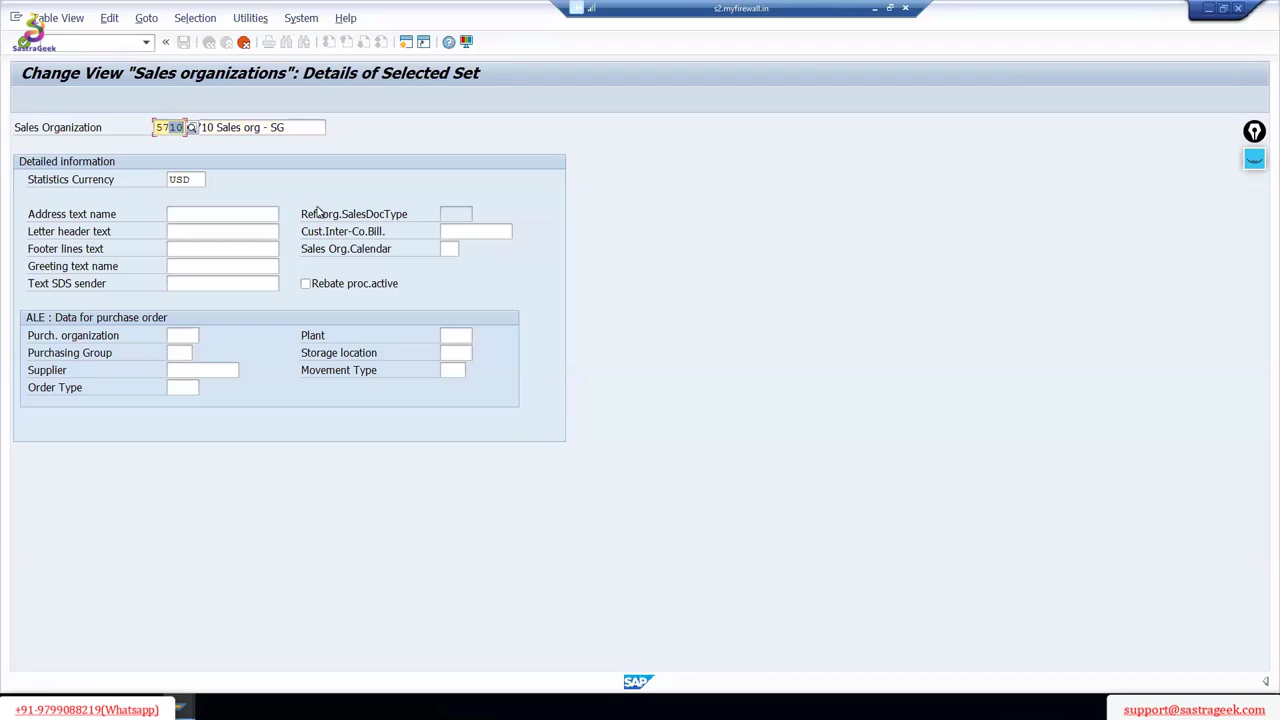 s2.myfirewall.in
Table View Edit Goto Selection Utilities System Help
SastraGeek
Change View "Sales organizations": Details of Selected Set
Sales Organization 5710 '10 Sales org - SG
Detailed information
Statistics Currency USD
Address text name Ref.org.SalesDocType
Letter header text Cust.Inter-Co.Bill.
Footer lines text Sales Org.Calendar
Greeting text name
Text SDS sender Rebate proc.active
ALE : Data for purchase order
Purch. organization Plant
Purchasing Group Storage location
Supplier Movement Type
Order Type
SAP
+91-9799088219(Whatsapp) support@sastrageek.com